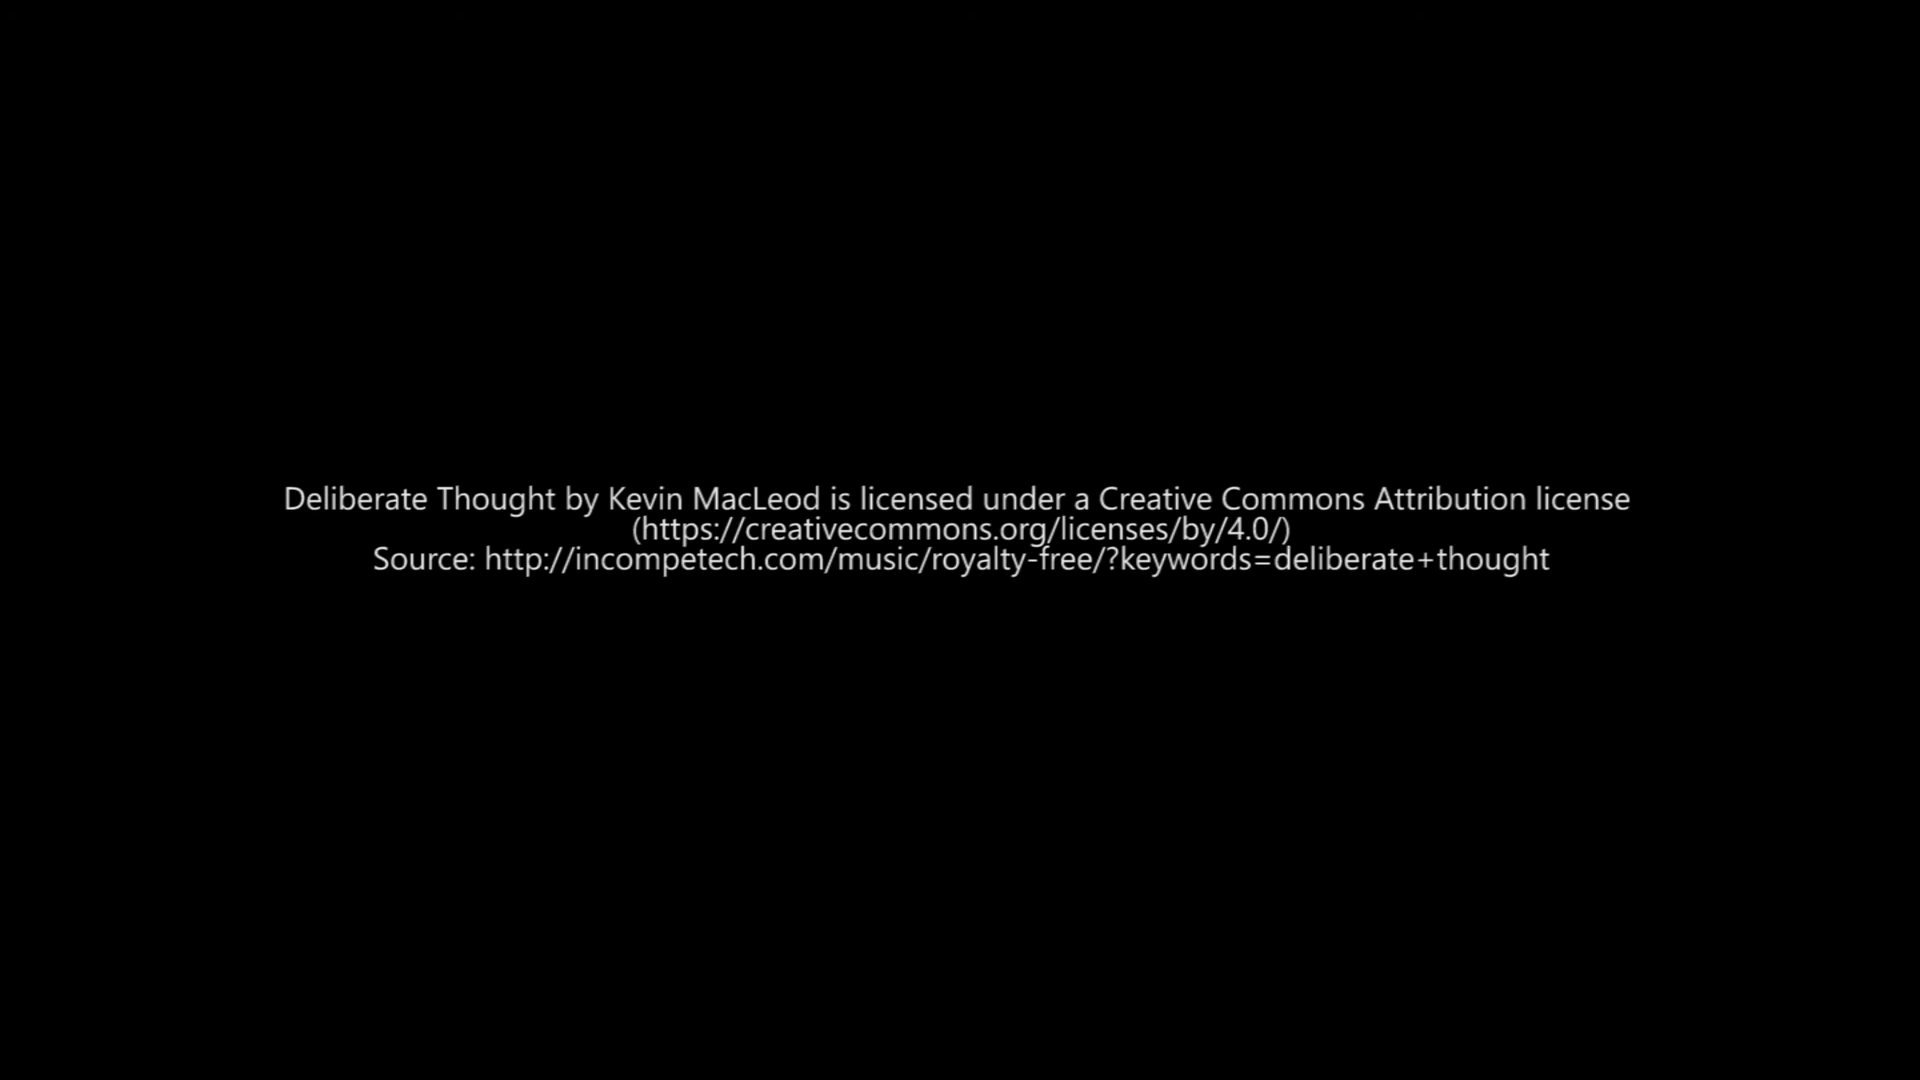 Deliberate Thought by Kevin MacLeod is licensed under a Creative Commons Attribution license
(https://creativecommons.org/licenses/by/4.0/)
Source: http://incompetech.com/music/royalty-free/?keywords=deliberate+thought